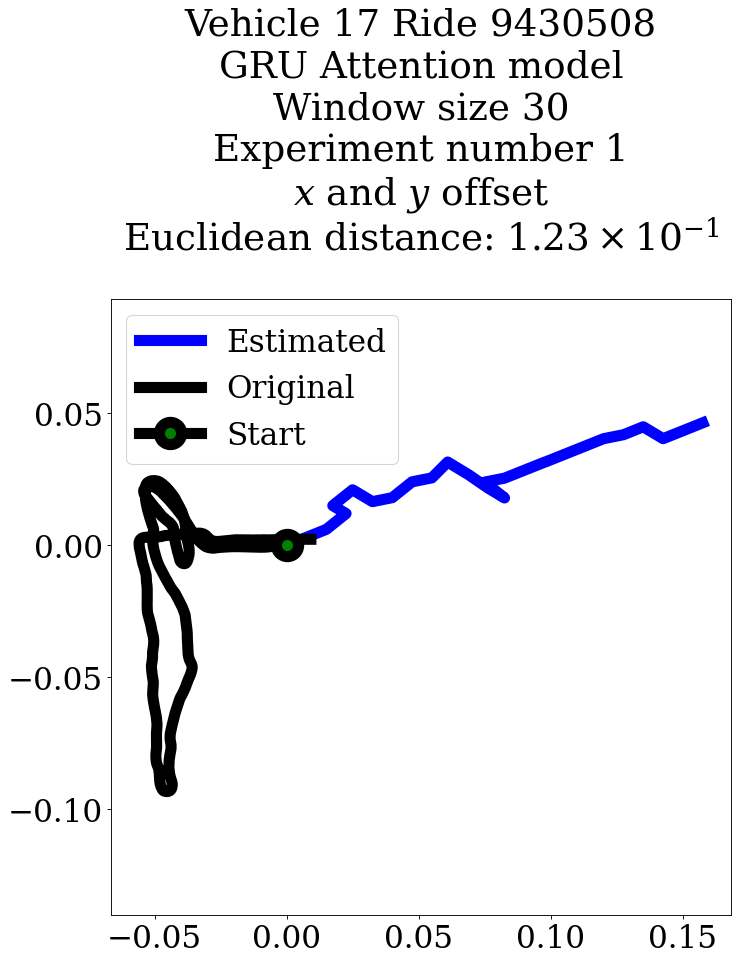 Vehicle 17 Ride 9430508
GRU Attention model
Window size 30
Experiment number 1
x and y offset
Euclidean distance: 1.23 × 10⁻¹
Estimated
Original
Start
0.05
0.00
−0.05
−0.10
−0.05 0.00 0.05 0.10 0.15